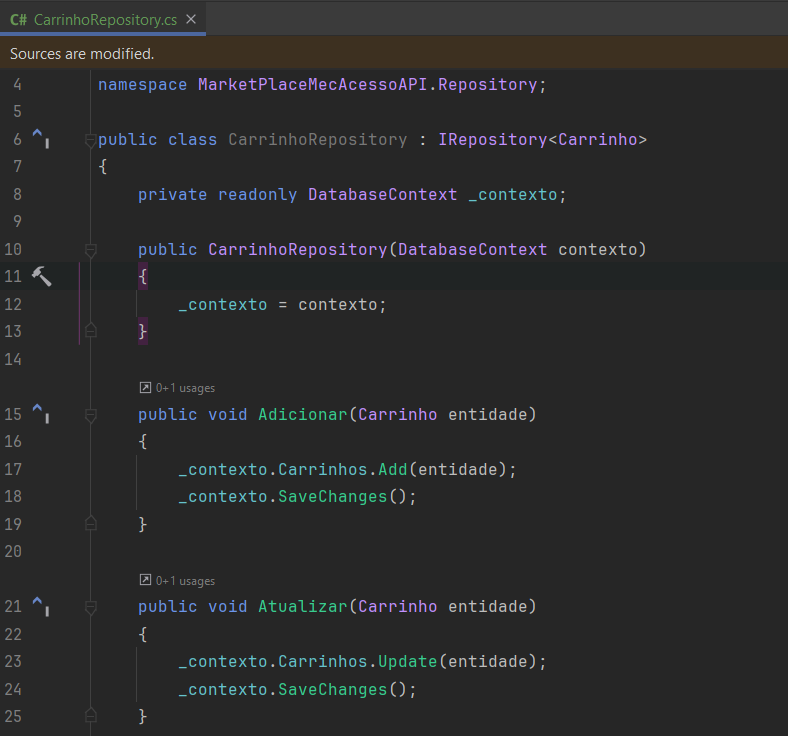 C# CarrinhoRepository.cs ×
Sources are modified.
4 namespace MarketPlaceMecAcessoAPI.Repository;
5
6 public class CarrinhoRepository : IRepository<Carrinho>
7 {
8 private readonly DatabaseContext _contexto;
9
10 public CarrinhoRepository(DatabaseContext contexto)
11 {
12 _contexto = contexto;
13 }
14
0+1 usages
15 public void Adicionar(Carrinho entidade)
16 {
17 _contexto.Carrinhos.Add(entidade);
18 _contexto.SaveChanges();
19 }
20
0+1 usages
21 public void Atualizar(Carrinho entidade)
22 {
23 _contexto.Carrinhos.Update(entidade);
24 _contexto.SaveChanges();
25 }